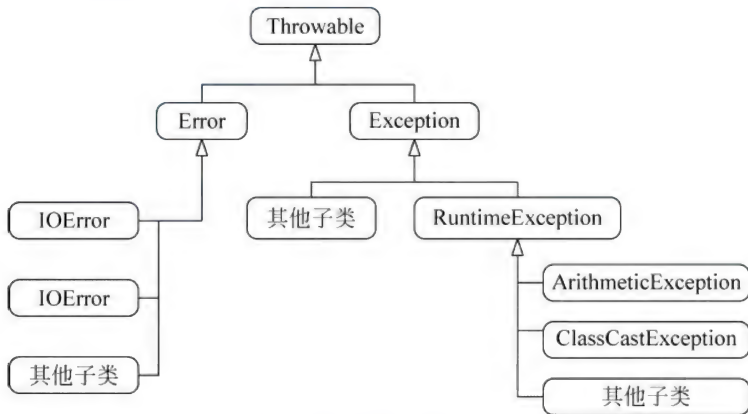 Throwable
Error
Exception
IOError
其他子类
RuntimeException
IOError
ArithmeticException
ClassCastException
其他子类
其他子类